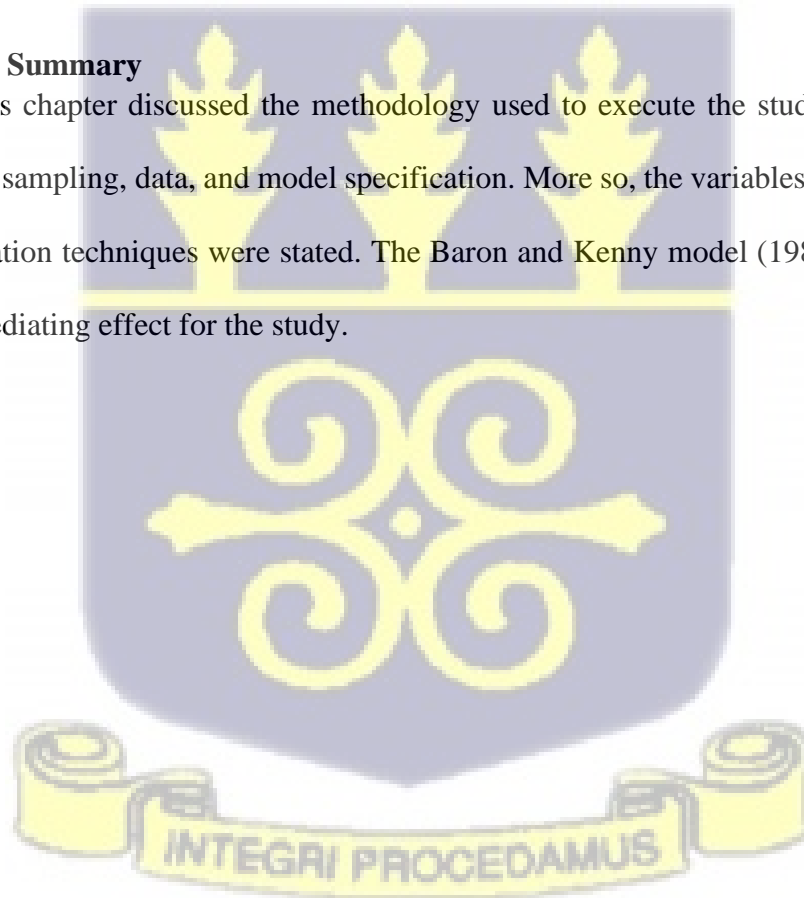 Summary
s chapter discussed the methodology used to execute the stud
sampling, data, and model specification. More so, the variables
ation techniques were stated. The Baron and Kenny model (198
ediating effect for the study.
INTEGRI PROCEDAMUS